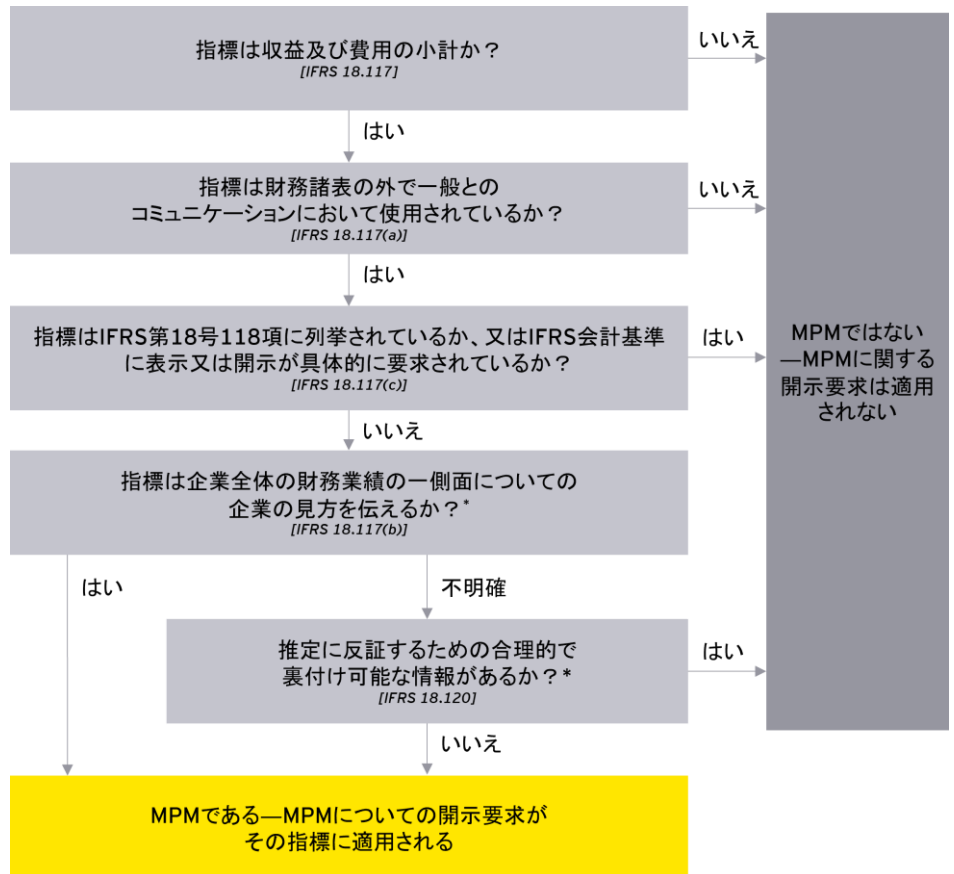 指標は収益及び費用の小計か？
[IFRS 18.117]
いいえ
はい
指標は財務諸表の外で一般との
コミュニケーションにおいて使用されているか？
[IFRS 18.117(a)]
いいえ
はい
指標はIFRS第18号118項に列挙されているか、又はIFRS会計基準
に表示又は開示が具体的に要求されているか？
[IFRS 18.117(c)]
はい
MPMではない
―MPMに関する
開示要求は適用
されない
いいえ
指標は企業全体の財務業績の一側面についての
企業の見方を伝えるか？*
[IFRS 18.117(b)]
はい
不明確
推定に反証するための合理的で
裏付け可能な情報があるか？*
[IFRS 18.120]
はい
いいえ
MPMである―MPMについての開示要求が
その指標に適用される